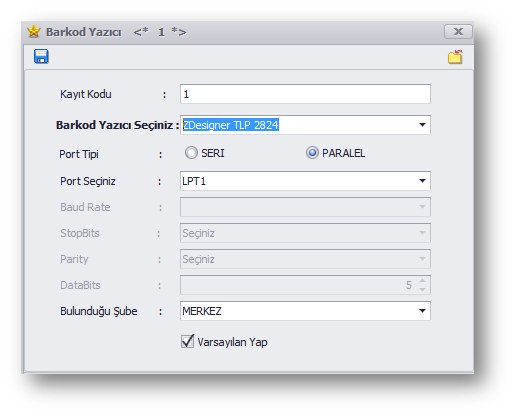 Barkod Yazıcı <* 1 *>
Kayıt Kodu : 1
Barkod Yazıcı Seçiniz : ZDesigner TLP 2824
Port Tipi : SERI PARALEL
Port Seçiniz : LPT1
Baud Rate :
StopBits : Seçiniz
Parity : Seçiniz
DataBits : 5
Bulunduğu Şube : MERKEZ
Varsayılan Yap